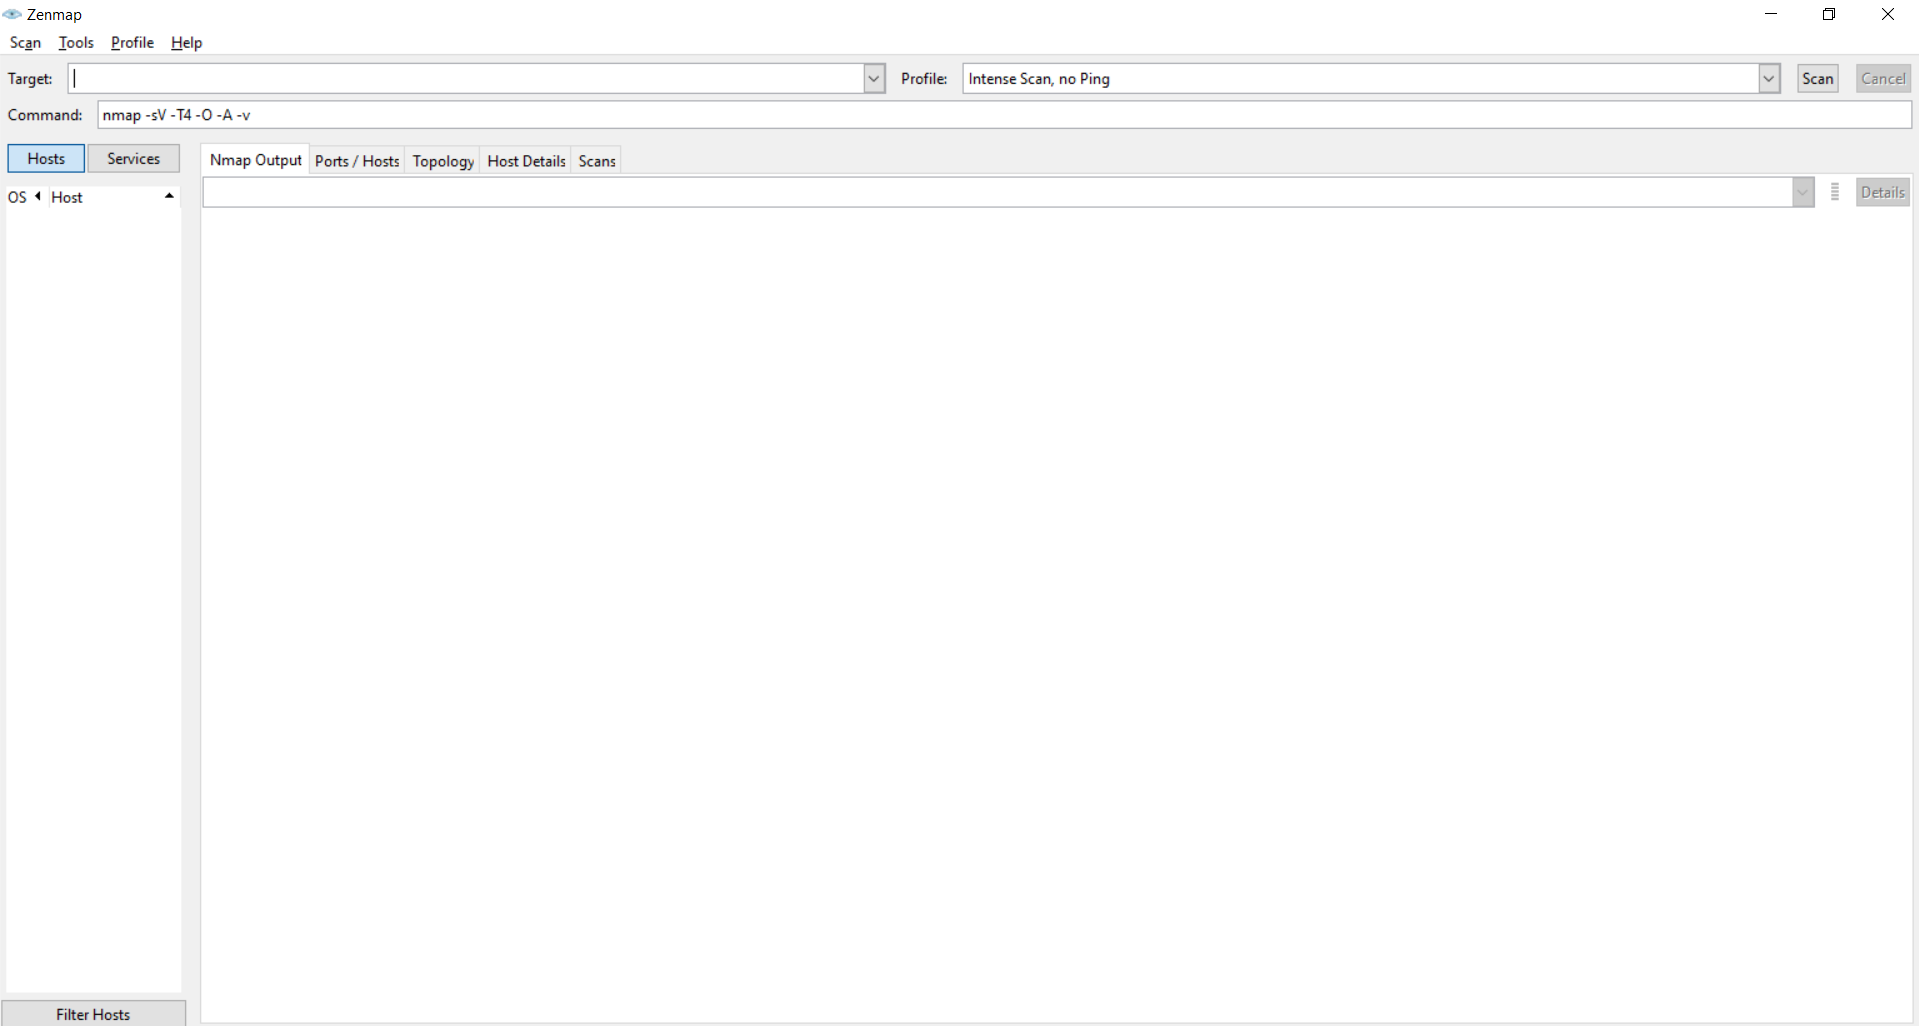 Zenmap
Scan Tools Profile Help
Target: Profile: Intense Scan, no Ping Scan Cancel
Command: nmap -sV -T4 -O -A -v
Hosts Services Nmap Output Ports / Hosts Topology Host Details Scans
OS Host Details
Filter Hosts